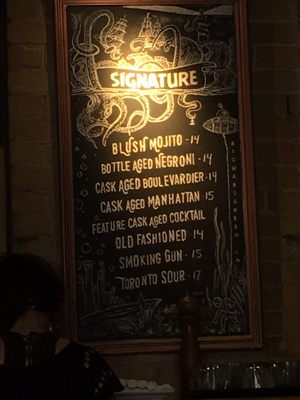 SIGNATURE
BLUSH MOJITO - 14
BOTTLE AGED NEGRONI - 14
CASK AGED BOULEVARDIER - 14
CASK AGED MANHATTAN 15
FEATURE CASK AGED COCKTAIL
OLD FASHIONED 14
SMOKING GUN - 15
TORONTO SOUR - 17